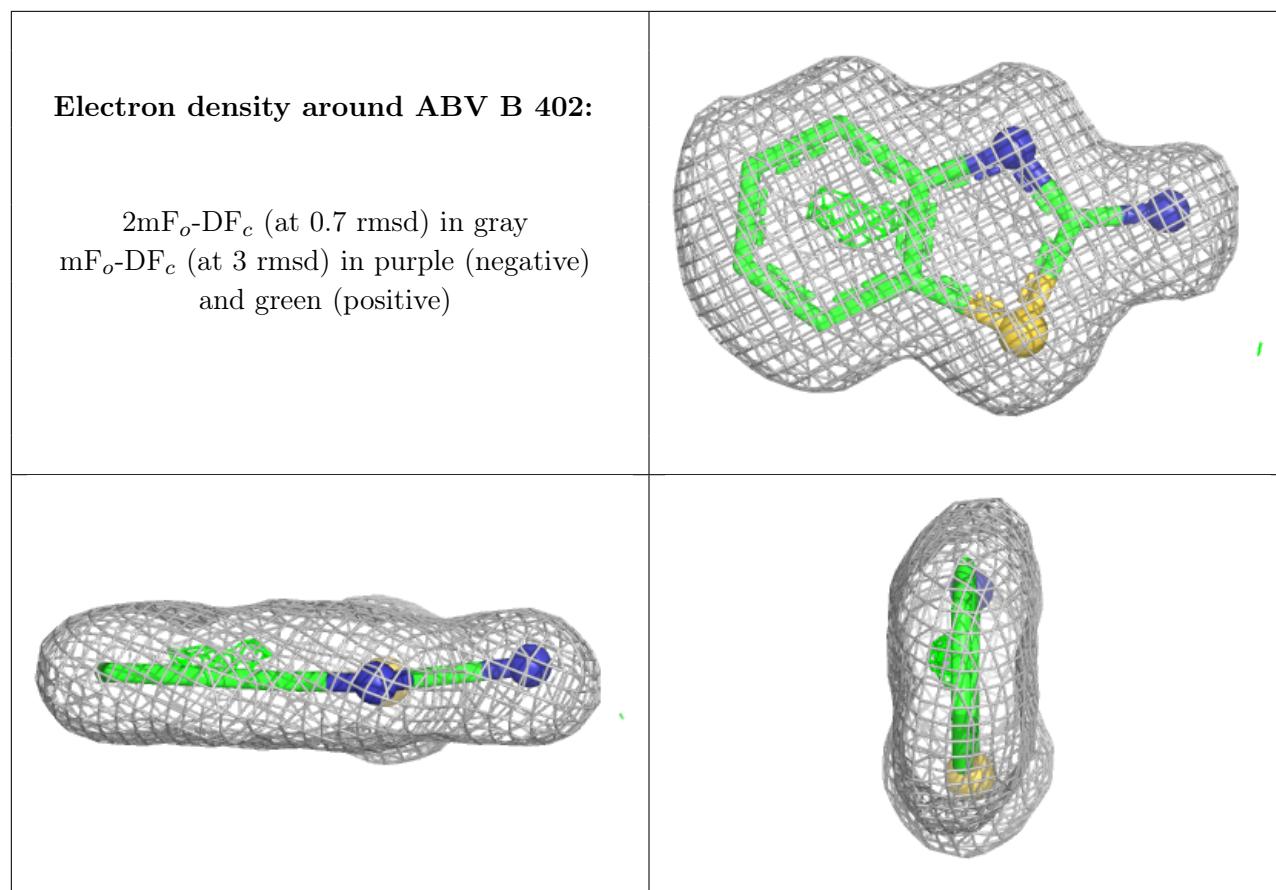 Electron density around ABV B 402:
2mFo-DFc (at 0.7 rmsd) in gray
mFo-DFc (at 3 rmsd) in purple (negative)
and green (positive)